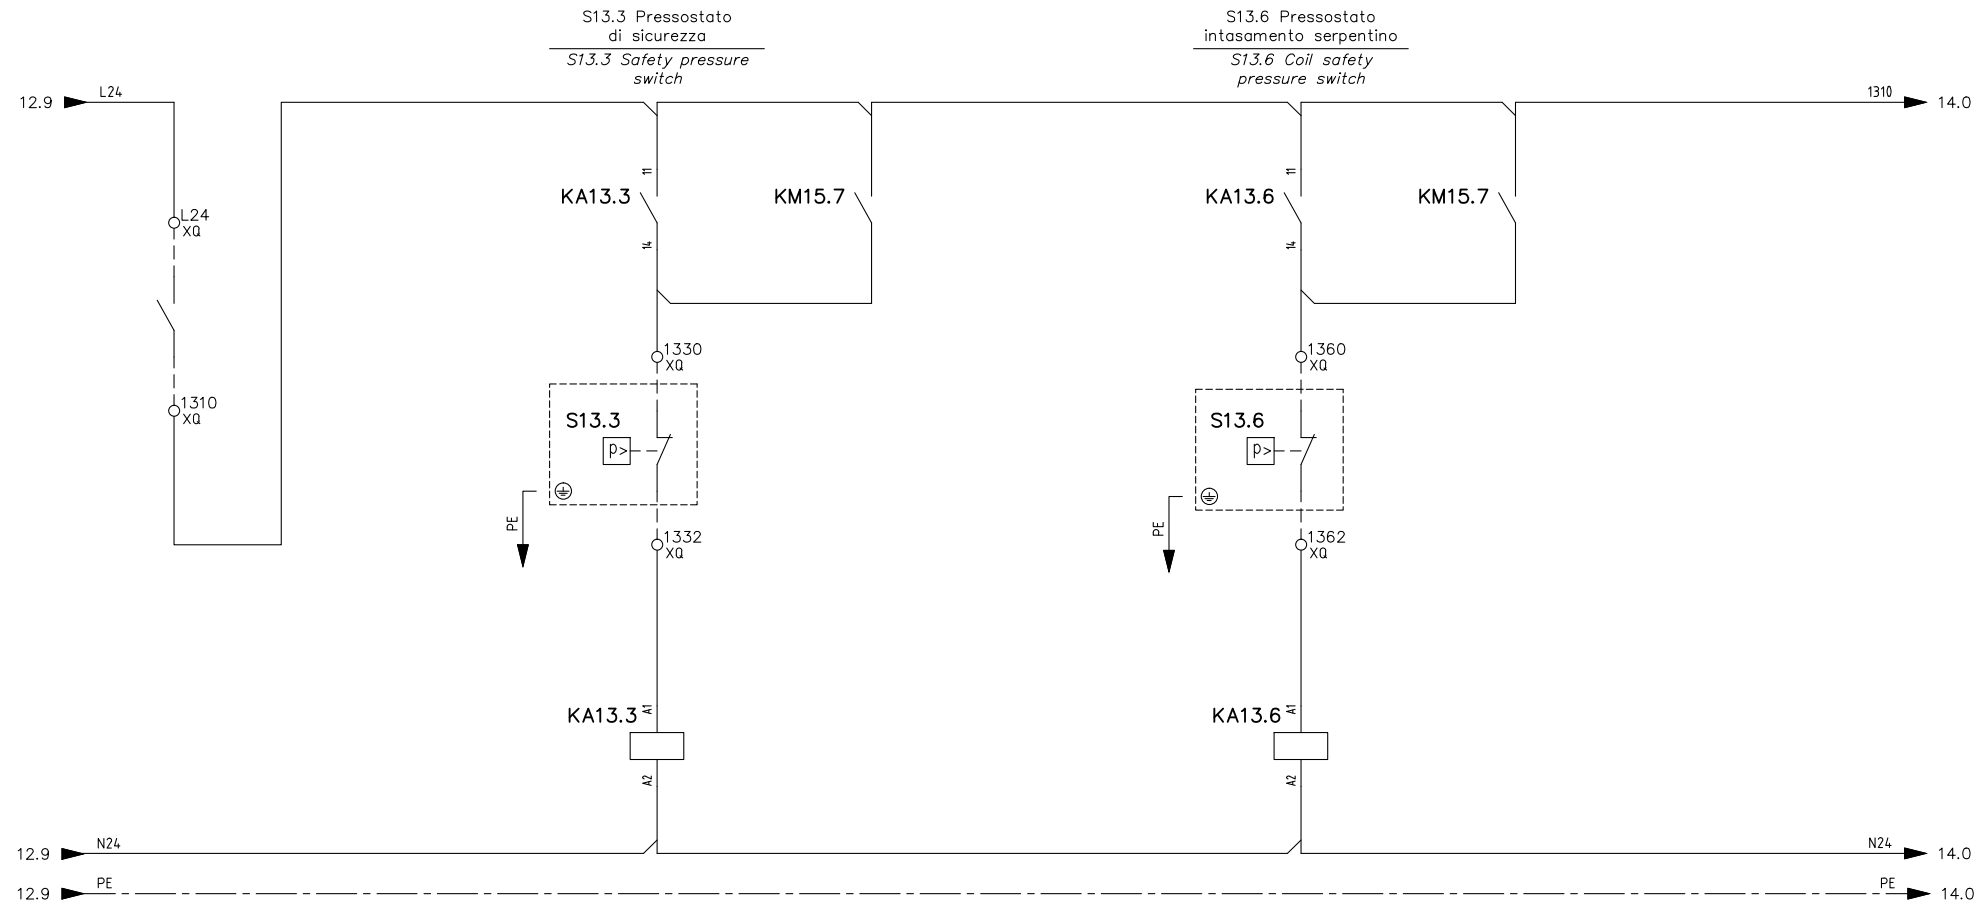 S13.3 Pressostato
di sicurezza
S13.3 Safety pressure
switch
S13.6 Pressostato
intasamento serpentino
S13.6 Coil safety
pressure switch
12.9
L24
1310
14.0
11
KA13.3
KM15.7
14
11
KA13.6
KM15.7
14
L24
XQ
1310
XQ
1330
XQ
S13.3
p>
PE
1332
XQ
1360
XQ
S13.6
p>
PE
1362
XQ
KA13.3
A1
A2
KA13.6
A1
A2
12.9
N24
N24
14.0
12.9
PE
PE
14.0